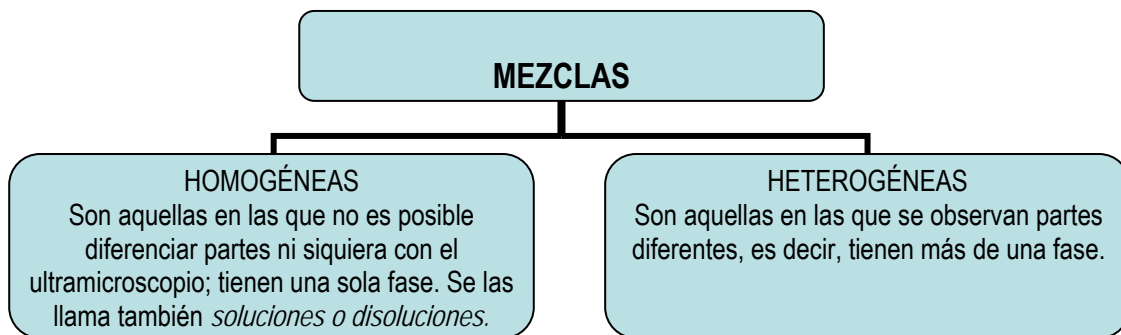 MEZCLAS
HOMOGÉNEAS
Son aquellas en las que no es posible
diferenciar partes ni siquiera con el
ultramicroscopio; tienen una sola fase. Se las
llama también soluciones o disoluciones.
HETEROGÉNEAS
Son aquellas en las que se observan partes
diferentes, es decir, tienen más de una fase.